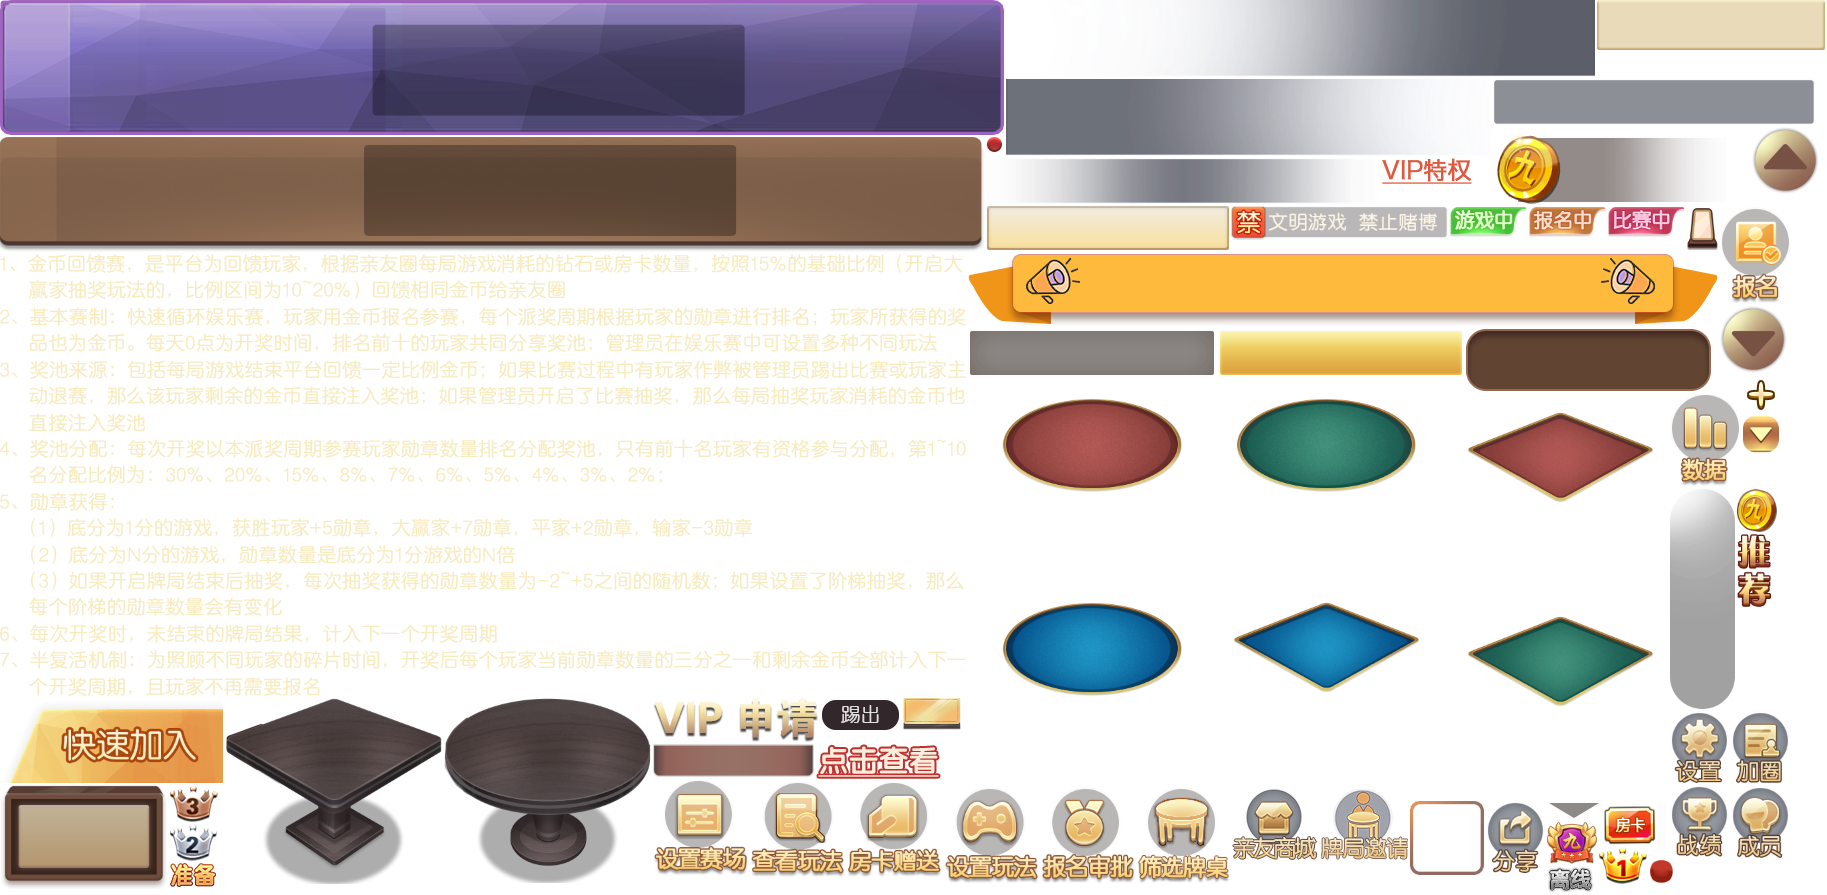 VIP特权
九
禁 文明游戏 禁止赌博
游戏中
报名中
比赛中
报名
1、金币回馈赛，是平台为回馈玩家，根据亲友圈每局游戏消耗的钻石或房卡数量，按照15%的基础比例（开启大
赢家抽奖玩法的，比例区间为10~20%）回馈相同金币给亲友圈
2、基本赛制：快速循环娱乐赛，玩家用金币报名参赛，每个派奖周期根据玩家的勋章进行排名；玩家所获得的奖
品也为金币。每天0点为开奖时间，排名前十的玩家共同分享奖池；管理员在娱乐赛中可设置多种不同玩法
3、奖池来源：包括每局游戏结束平台回馈一定比例金币；如果比赛过程中有玩家作弊被管理员踢出比赛或玩家主
动退赛，那么该玩家剩余的金币直接注入奖池；如果管理员开启了比赛抽奖，那么每局抽奖玩家消耗的金币也
直接注入奖池
4、奖池分配：每次开奖以本派奖周期参赛玩家勋章数量排名分配奖池，只有前十名玩家有资格参与分配，第1~10
名分配比例为：30%、20%、15%、8%、7%、6%、5%、4%、3%、2%；
5、勋章获得：
（1）底分为1分的游戏，获胜玩家+5勋章，大赢家+7勋章，平家+2勋章，输家-3勋章
（2）底分为N分的游戏，勋章数量是底分为1分游戏的N倍
（3）如果开启牌局结束后抽奖，每次抽奖获得的勋章数量为-2~+5之间的随机数；如果设置了阶梯抽奖，那么
每个阶梯的勋章数量会有变化
6、每次开奖时，未结束的牌局结果，计入下一个开奖周期
7、半复活机制：为照顾不同玩家的碎片时间，开奖后每个玩家当前勋章数量的三分之一和剩余金币全部计入下一
个开奖周期，且玩家不再需要报名
数据
九
推
荐
快速加入
VIP 申请
踢出
点击查看
3
2
准备
设置赛场
查看玩法
房卡赠送
设置玩法
报名审批
筛选牌桌
亲友商城
牌局邀请
分享
九
离线
房卡
1
设置
加圈
战绩
成员